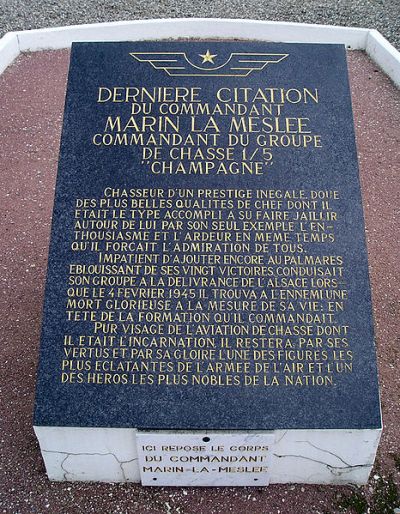 DERNIERE CITATION
DU COMMANDANT
MARIN LA MESLEE
COMMANDANT DU GROUPE
DE CHASSE 1/5
"CHAMPAGNE"
CHASSEUR D'UN PRESTIGE INEGALE, DOUE
DES PLUS BELLES QUALITES DE CHEF DONT IL
ETAIT LE TYPE ACCOMPLI A SU FAIRE JAILLIR
AUTOUR DE LUI PAR SON SEUL EXEMPLE L'EN-
THOUSIASME ET L'ARDEUR EN MEME TEMPS
QU'IL FORCAIT L'ADMIRATION DE TOUS.
IMPATIENT D'AJOUTER ENCORE AU PALMARES
EBLOUISSANT DE SES VINGT VICTOIRES, CONDUISAIT
SON GROUPE A LA DELIVRANCE DE L'ALSACE LORS-
QUE LE 4 FEVRIER 1945 IL TROUVA A L'ENNEMI UNE
MORT GLORIEUSE A LA MESURE DE SA VIE: EN
TETE DE LA FORMATION QU'IL COMMANDAIT.
PUR VISAGE DE L'AVIATION DE CHASSE DONT
IL ETAIT L'INCARNATION, IL RESTERA, PAR SES
VERTUS ET PAR SA GLOIRE L'UNE DES FIGURES LES
PLUS ECLATANTES DE L'ARMEE DE L'AIR ET L'UN
DES HEROS LES PLUS NOBLES DE LA NATION.
ICI REPOSE LE CORPS
DU COMMANDANT
MARIN-LA-MESLEE